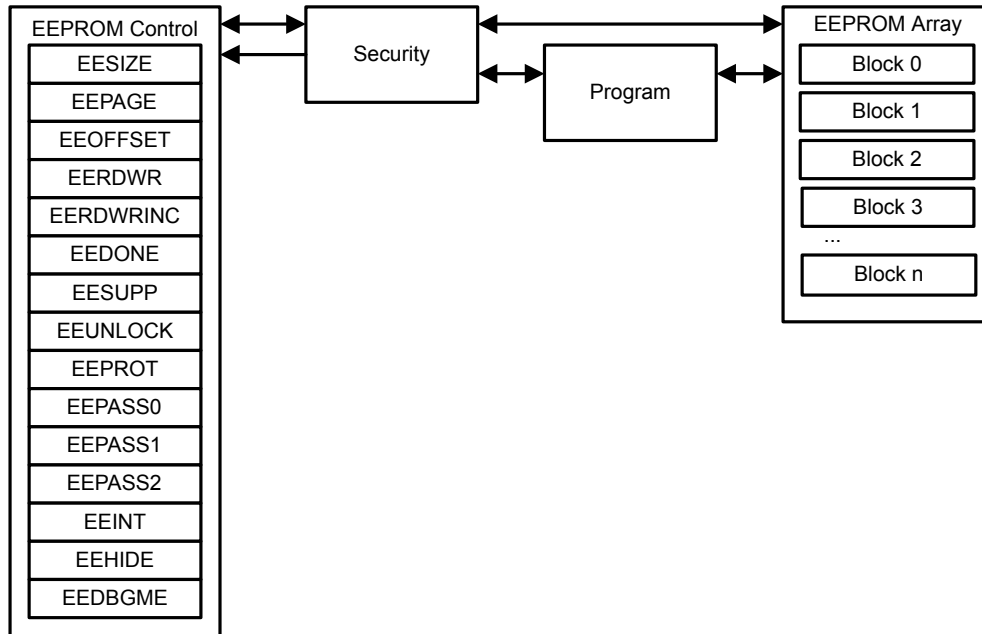 EEPROM Control
EESIZE
EEPAGE
EEOFFSET
EERDWR
EERDWRINC
EEDONE
EESUPP
EEUNLOCK
EEPROT
EEPASS0
EEPASS1
EEPASS2
EEINT
EEHIDE
EEDBGME
Security
Program
EEPROM Array
Block 0
Block 1
Block 2
Block 3
...
Block n